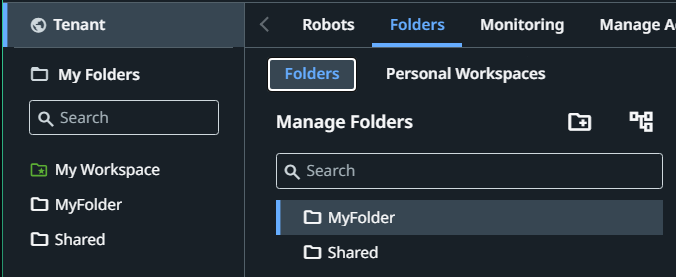 Tenant
My Folders
Search
My Workspace
MyFolder
Shared
Robots Folders Monitoring Manage A
Folders Personal Workspaces
Manage Folders
Search
MyFolder
Shared